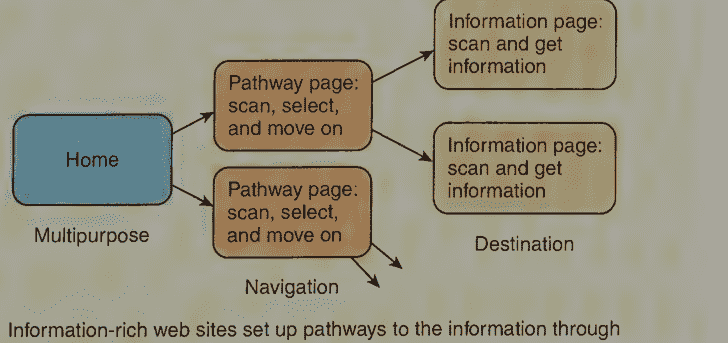 Home
Multipurpose
Pathway page:
scan, select,
and move on
Pathway page:
scan, select,
and move on
Navigation
Information page:
scan and get
information
Information page:
scan and get
information
Destination
Information-rich web sites set up pathways to the information through